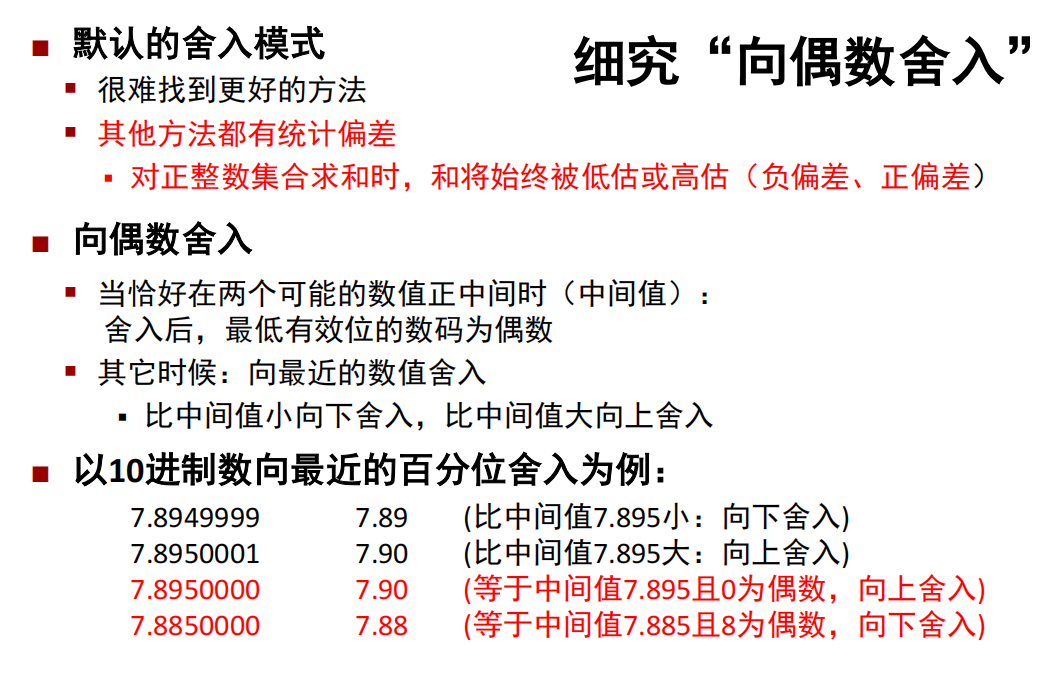 细究“向偶数舍入”
默认的舍入模式
很难找到更好的方法
其他方法都有统计偏差
对正整数集合求和时，和将始终被低估或高估（负偏差、正偏差）
向偶数舍入
当恰好在两个可能的数值正中间时（中间值）：
舍入后，最低有效位的数码为偶数
其它时候：向最近的数值舍入
比中间值小向下舍入，比中间值大向上舍入
以10进制数向最近的百分位舍入为例：
7.8949999 7.89 (比中间值7.895小：向下舍入)
7.8950001 7.90 (比中间值7.895大：向上舍入)
7.8950000 7.90 (等于中间值7.895且0为偶数，向上舍入)
7.8850000 7.88 (等于中间值7.885且8为偶数，向下舍入)